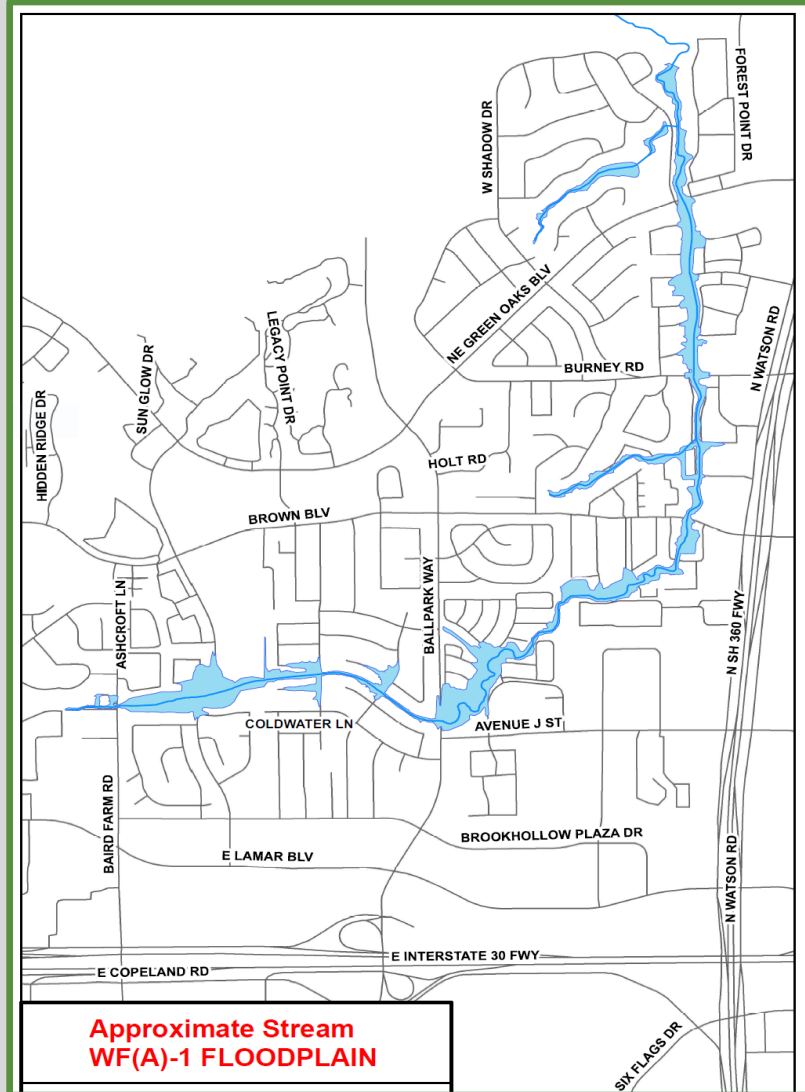 FOREST POINT DR
W SHADOW DR
NE GREEN OAKS BLV
N WATSON RD
LEGACY POINT DR
SUN GLOW DR
BURNEY RD
HIDDEN RIDGE DR
HOLT RD
BROWN BLV
ASHCROFT LN
BALLPARK WAY
N SH 360 FWY
COLDWATER LN
AVENUE J ST
BAIRD FARM RD
BROOKHOLLOW PLAZA DR
E LAMAR BLV
N WATSON RD
E INTERSTATE 30 FWY
E COPELAND RD
SIX FLAGS DR
Approximate Stream
WF(A)-1 FLOODPLAIN